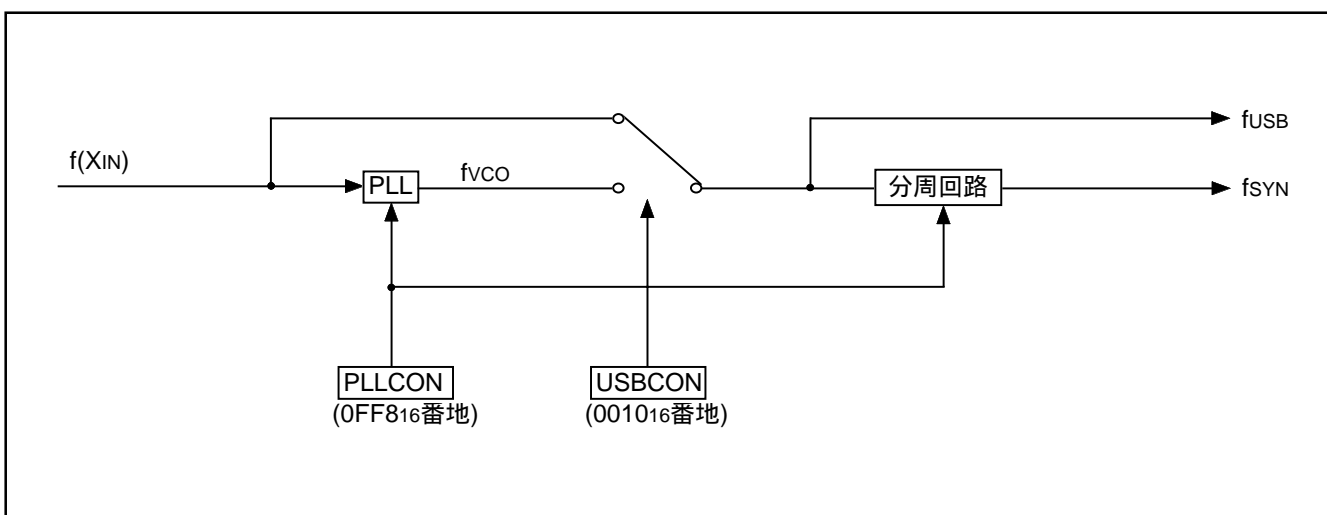 fUSB
f(XIN)
PLL
fVCO
分周回路
fSYN
PLLCON
(0FF816番地)
USBCON
(001016番地)